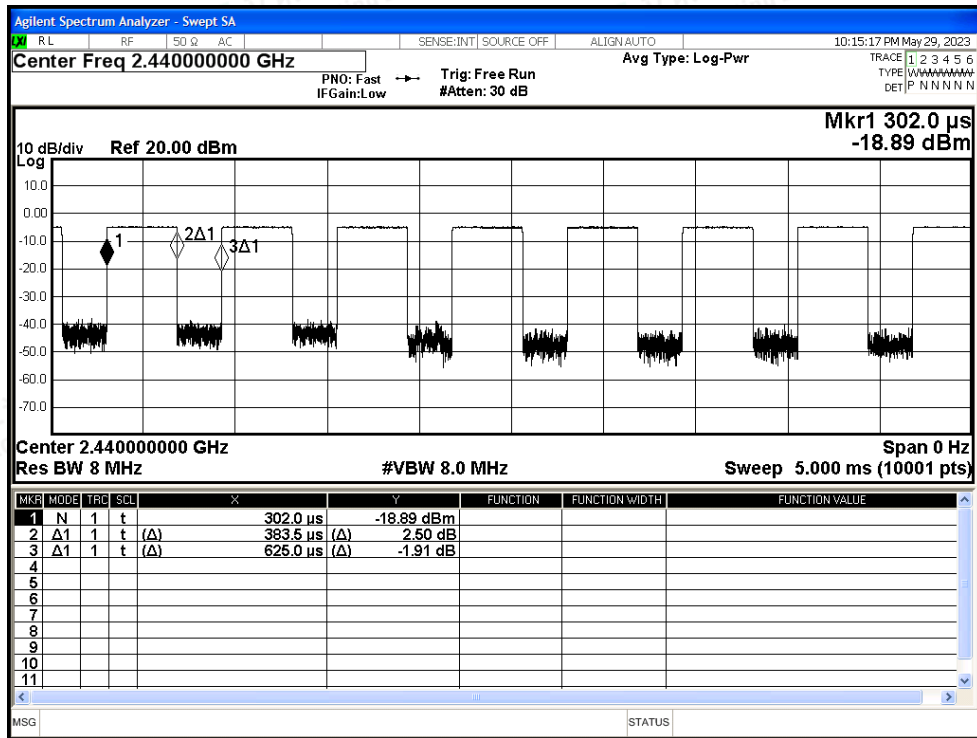 Agilent Spectrum Analyzer - Swept SA
LXI RL RF 50 Ω AC SENSE:INT SOURCE OFF ALIGN AUTO 10:15:17 PM May 29, 2023
Center Freq 2.440000000 GHz Avg Type: Log-Pwr TRACE 1 2 3 4 5 6
PNO: Fast Trig: Free Run TYPE W
IFGain:Low #Atten: 30 dB DET P N N N N N
Mkr1 302.0 µs
10 dB/div Ref 20.00 dBm -18.89 dBm
Log
10.0
0.00
-10.0 1 2Δ1 3Δ1
-20.0
-30.0
-40.0
-50.0
-60.0
-70.0
Center 2.440000000 GHz Span 0 Hz
Res BW 8 MHz #VBW 8.0 MHz Sweep 5.000 ms (10001 pts)
MKR MODE TRC SCL X Y FUNCTION FUNCTION WIDTH FUNCTION VALUE
1 N 1 t 302.0 µs -18.89 dBm
2 Δ1 1 t (Δ) 383.5 µs (Δ) 2.50 dB
3 Δ1 1 t (Δ) 625.0 µs (Δ) -1.91 dB
4
5
6
7
8
9
10
11
MSG STATUS